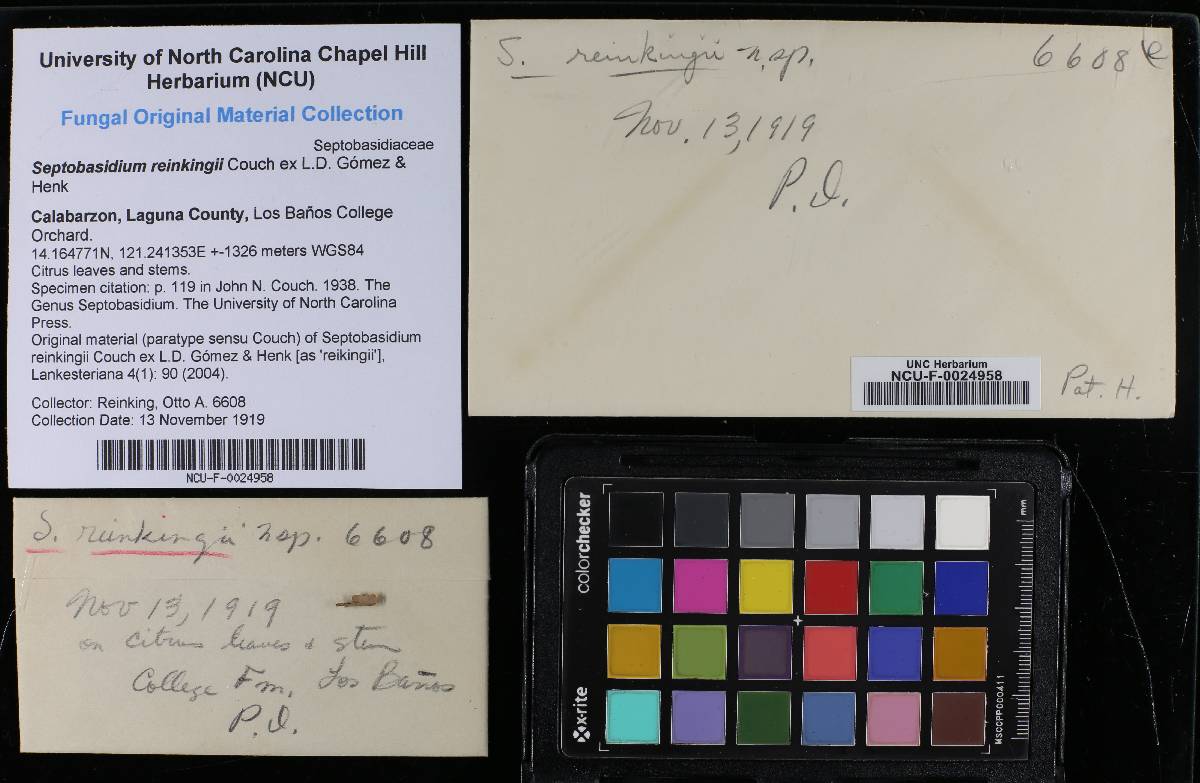 University of North Carolina Chapel Hill
Herbarium (NCU)
Fungal Original Material Collection
Septobasidiaceae
Septobasidium reinkingii Couch ex L.D. Gómez &
Henk
Calabarzon, Laguna County, Los Baños College
Orchard.
14.164771N, 121.241353E +-1326 meters WGS84
Citrus leaves and stems.
Specimen citation: p. 119 in John N. Couch. 1938. The
Genus Septobasidium. The University of North Carolina
Press.
Original material (paratype sensu Couch) of Septobasidium
reinkingii Couch ex L.D. Gómez & Henk [as 'reikingii'],
Lankesteriana 4(1): 90 (2004).
Collector: Reinking, Otto A. 6608
Collection Date: 13 November 1919
NCU-F-0024958
S. reinkingii n.sp. 6608 e
Nov. 13, 1919
P.I.
UNC Herbarium
NCU-F-0024958
Pat. H.
S. reinkingii n sp. 6608
Nov 13, 1919
on citrus leaves & stem
College Fm, Los Baños
P.I.
colorchecker
x-rite
mm
MSCCPPCC0411